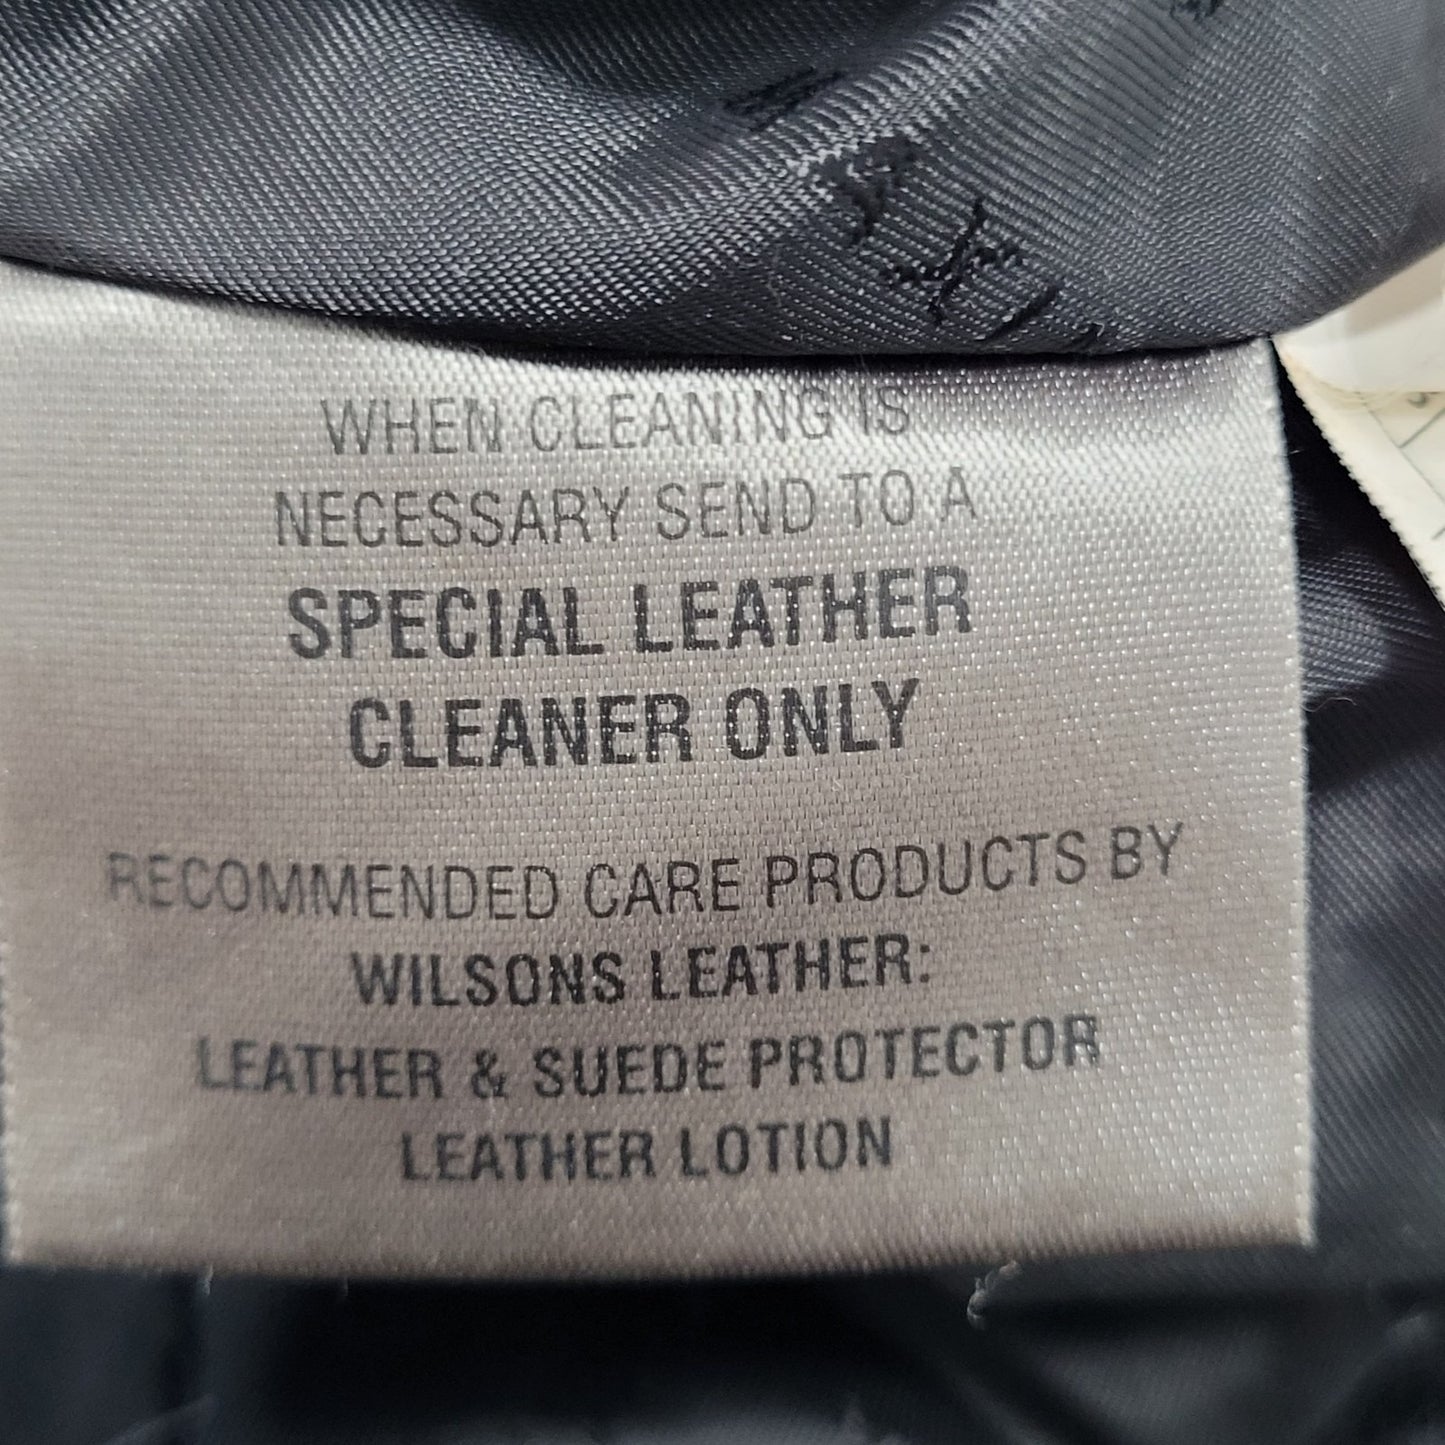 WHEN CLEANING IS
NECESSARY SEND TO A
SPECIAL LEATHER
CLEANER ONLY
RECOMMENDED CARE PRODUCTS BY
WILSONS LEATHER:
LEATHER & SUEDE PROTECTOR
LEATHER LOTION